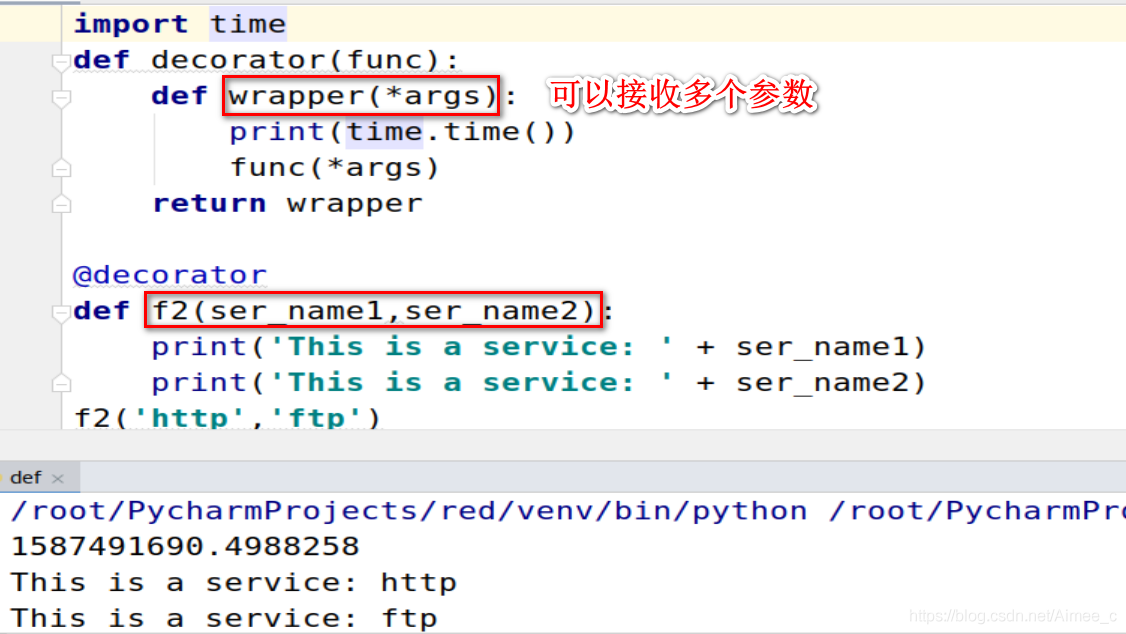 import time
def decorator(func):
def wrapper(*args): 可以接收多个参数
print(time.time())
func(*args)
return wrapper
@decorator
def f2(ser_name1,ser_name2):
print('This is a service: ' + ser_name1)
print('This is a service: ' + ser_name2)
f2('http','ftp')
def ×
/root/PycharmProjects/red/venv/bin/python /root/PycharmPr
1587491690.4988258
This is a service: http
This is a service: ftp
https://blog.csdn.net/Aimee_c